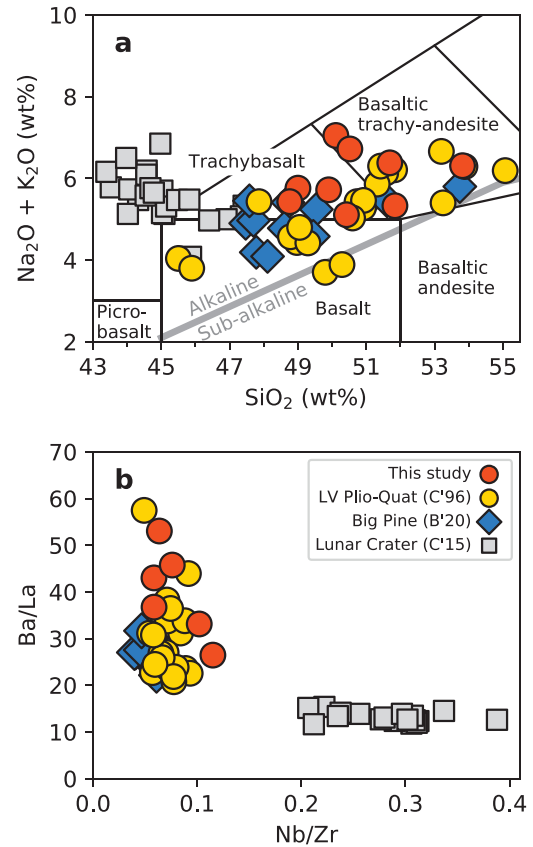 a
10
8
6
4
2
Na₂O + K₂O (wt%)
Basaltic
trachy-andesite
Trachybasalt
Alkaline
Sub-alkaline
Basalt
Basaltic
andesite
Picro-
basalt
43 45 47 49 51 53 55
SiO₂ (wt%)
b
70
60
50
40
30
20
10
0
Ba/La
This study
LV Plio-Quat (C'96)
Big Pine (B'20)
Lunar Crater (C'15)
0.0 0.1 0.2 0.3 0.4
Nb/Zr